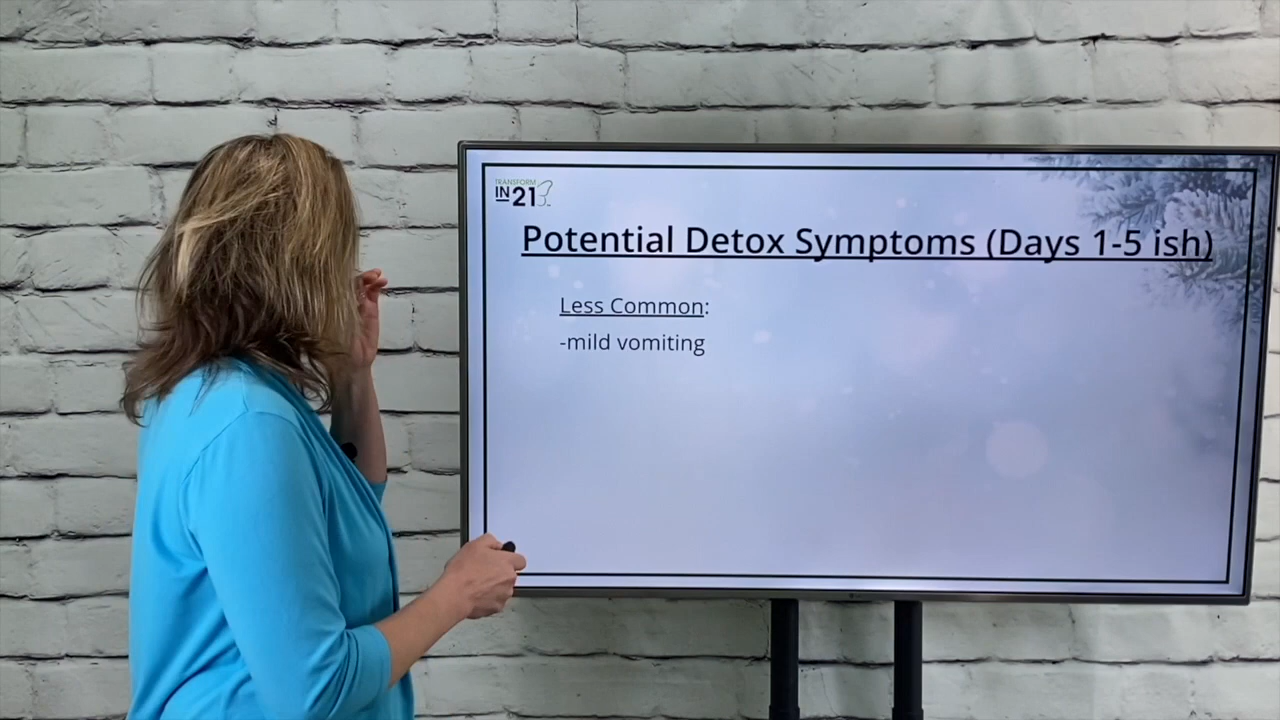 TRANSFORM
IN21
Potential Detox Symptoms (Days 1-5 ish)
Less Common:
-mild vomiting